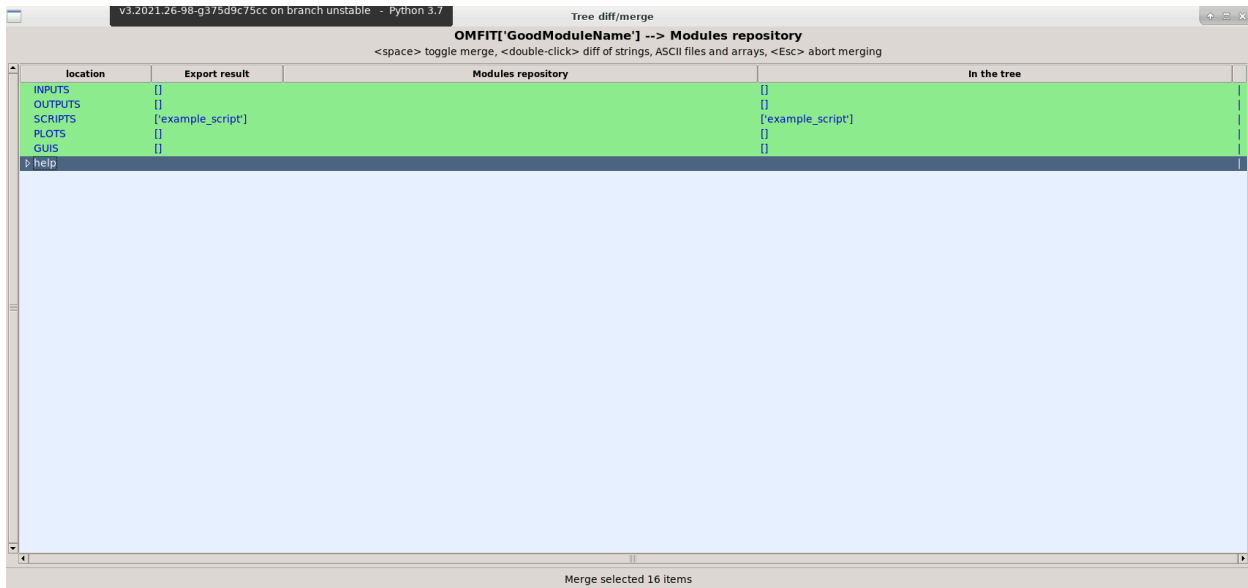 v3.2021.26-98-g375d9c75cc on branch unstable - Python 3.7
Tree diff/merge
OMFIT['GoodModuleName'] --> Modules repository
<space> toggle merge, <double-click> diff of strings, ASCII files and arrays, <Esc> abort merging
location Export result Modules repository In the tree
INPUTS [] [] |
OUTPUTS [] [] |
SCRIPTS ['example_script'] ['example_script'] |
PLOTS [] [] |
GUIS [] [] |
help |
Merge selected 16 items